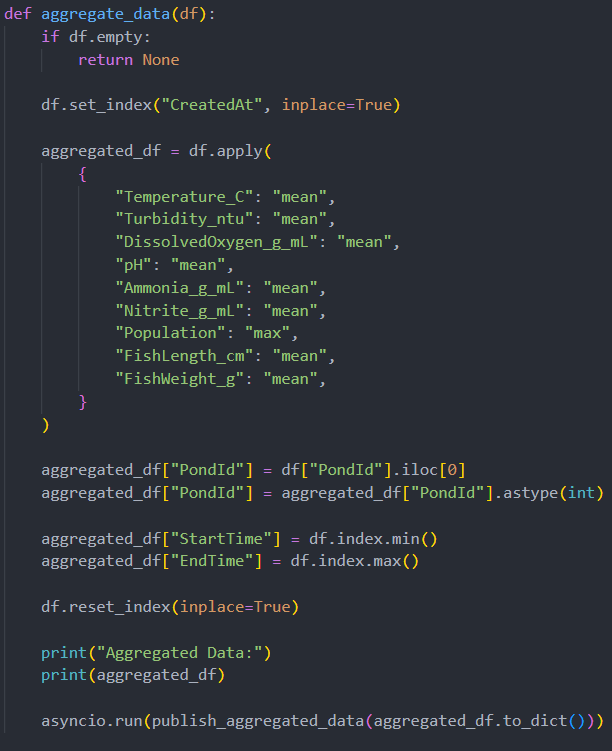 def aggregate_data(df):
    if df.empty:
        return None
    df.set_index("CreatedAt", inplace=True)
    aggregated_df = df.apply(
        {
            "Temperature_C": "mean",
            "Turbidity_ntu": "mean",
            "DissolvedOxygen_g_mL": "mean",
            "pH": "mean",
            "Ammonia_g_mL": "mean",
            "Nitrite_g_mL": "mean",
            "Population": "max",
            "FishLength_cm": "mean",
            "FishWeight_g": "mean",
        }
    )
    aggregated_df["PondId"] = df["PondId"].iloc[0]
    aggregated_df["PondId"] = aggregated_df["PondId"].astype(int)
    aggregated_df["StartTime"] = df.index.min()
    aggregated_df["EndTime"] = df.index.max()
    df.reset_index(inplace=True)
    print("Aggregated Data:")
    print(aggregated_df)
    asyncio.run(publish_aggregated_data(aggregated_df.to_dict()))